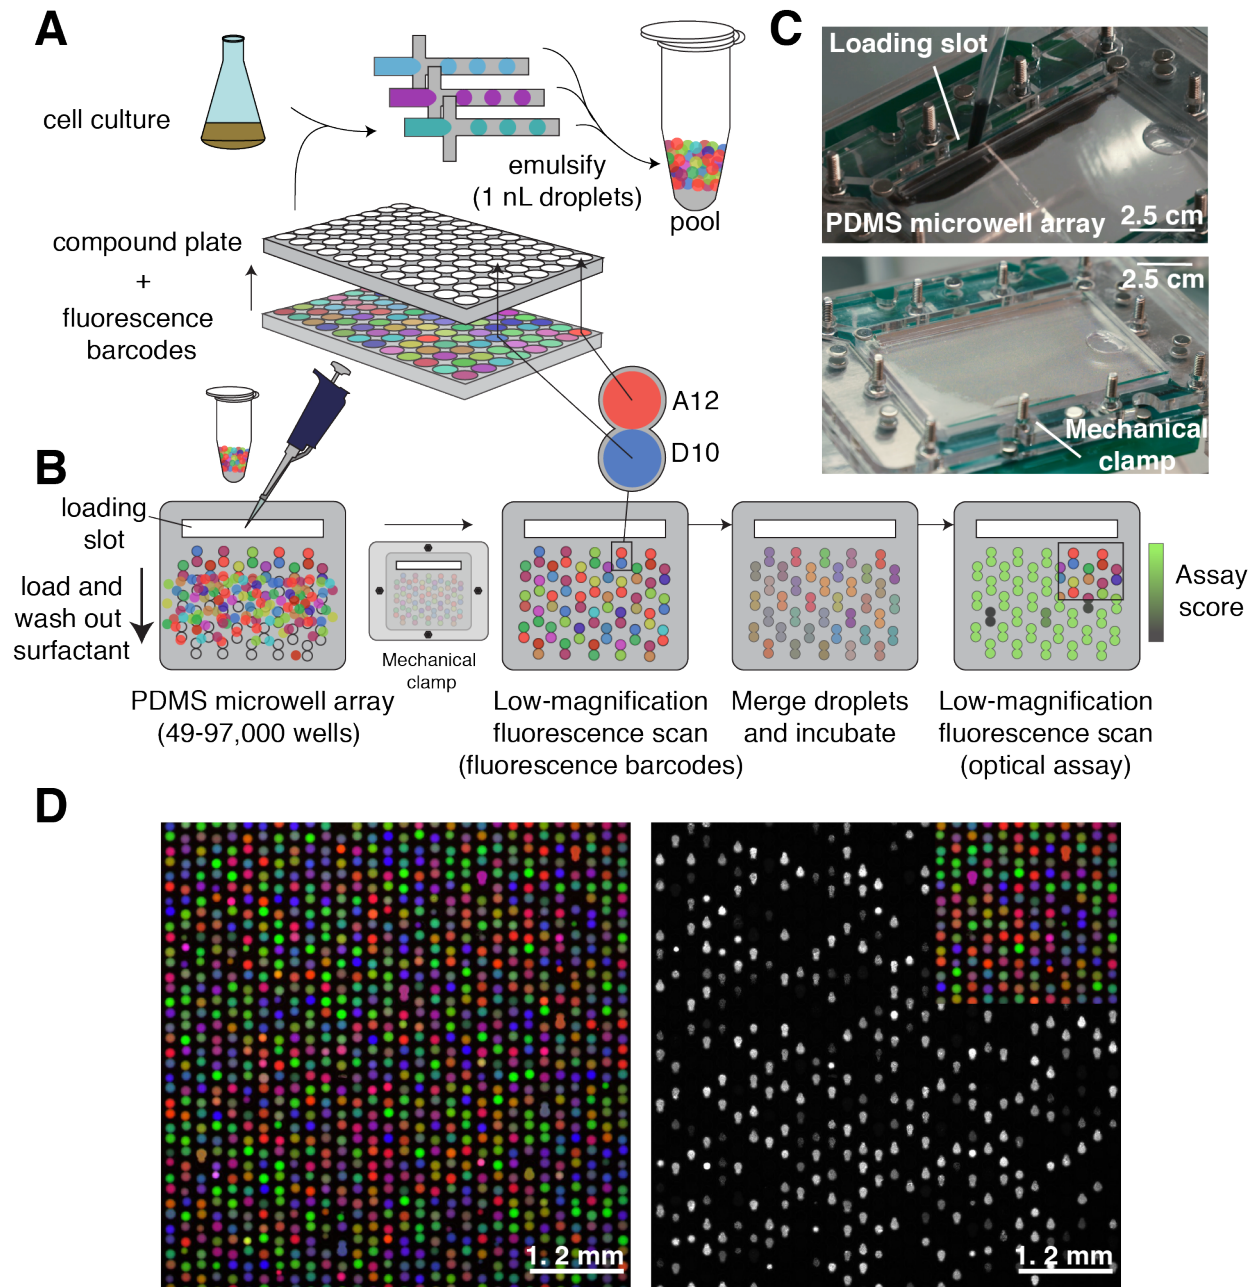 A
cell culture
emulsify
(1 nL droplets)
pool
compound plate
+
fluorescence
barcodes
A12
D10
C
Loading slot
PDMS microwell array
2.5 cm
2.5 cm
Mechanical
clamp
B
loading
slot
load and
wash out
surfactant
Mechanical
clamp
Assay
score
PDMS microwell array
(49-97,000 wells)
Low-magnification
fluorescence scan
(fluorescence barcodes)
Merge droplets
and incubate
Low-magnification
fluorescence scan
(optical assay)
D
1. 2 mm
1. 2 mm